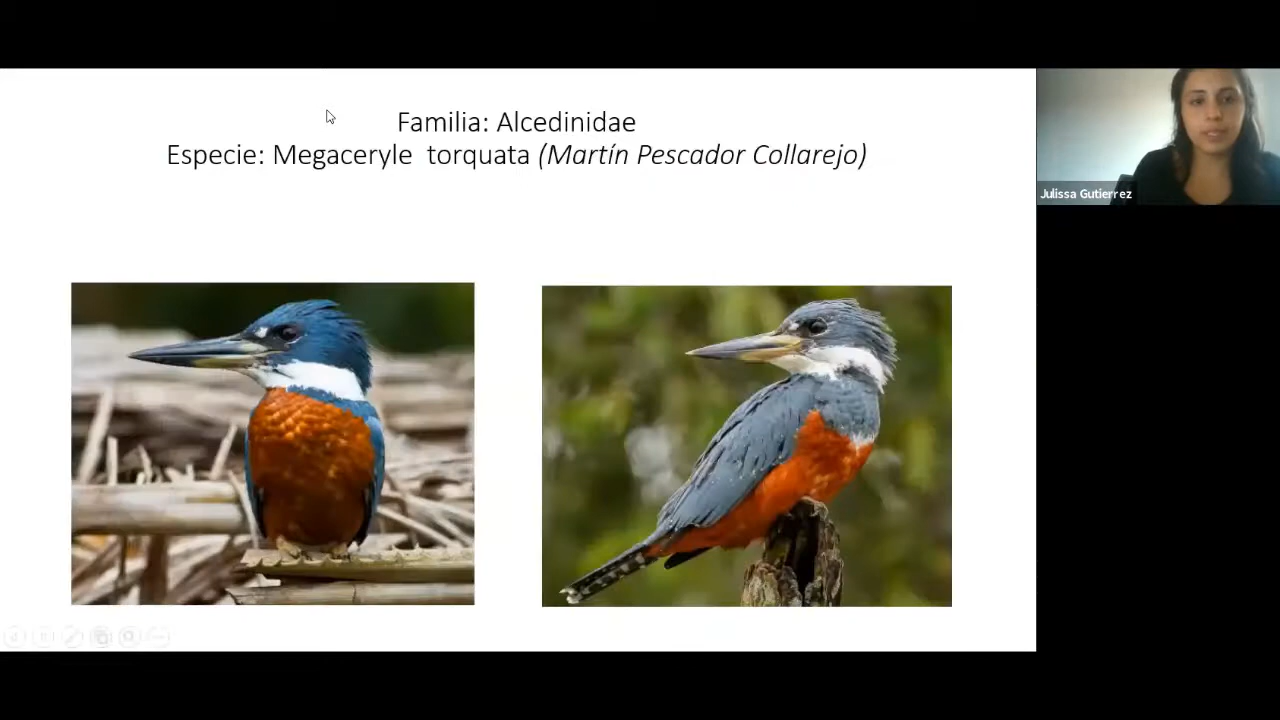 Familia: Alcedinidae
Especie: Megaceryle  torquata (Martín Pescador Collarejo)
Julissa Gutierrez